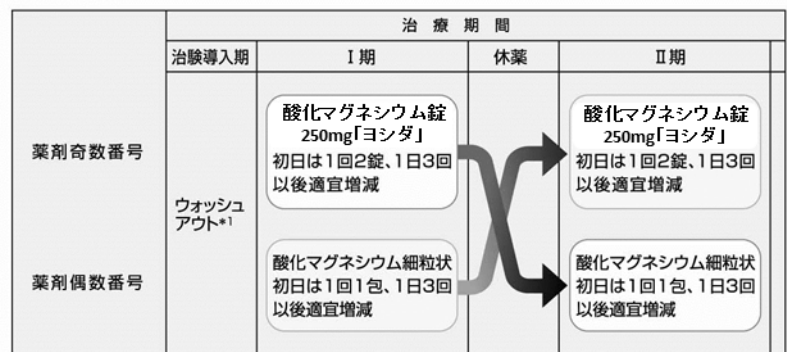 治療期間
治験導入期
Ⅰ期
休薬
Ⅱ期
薬剤奇数番号
ウォッシュ
アウト*1
酸化マグネシウム錠
250mg「ヨシダ」
初日は1回2錠、1日3回
以後適宜増減
酸化マグネシウム錠
250mg「ヨシダ」
初日は1回2錠、1日3回
以後適宜増減
薬剤偶数番号
酸化マグネシウム細粒状
初日は1回1包、1日3回
以後適宜増減
酸化マグネシウム細粒状
初日は1回1包、1日3回
以後適宜増減